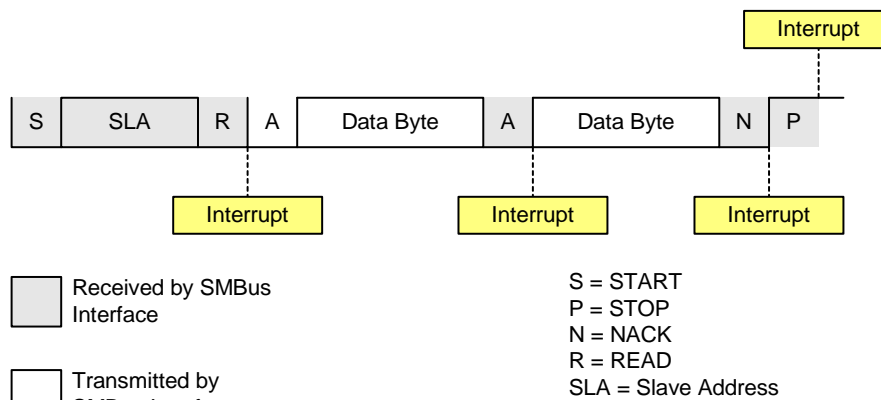 Interrupt
S SLA R A Data Byte A Data Byte N P
Interrupt Interrupt Interrupt
Received by SMBus
Interface
Transmitted by
S = START
P = STOP
N = NACK
R = READ
SLA = Slave Address